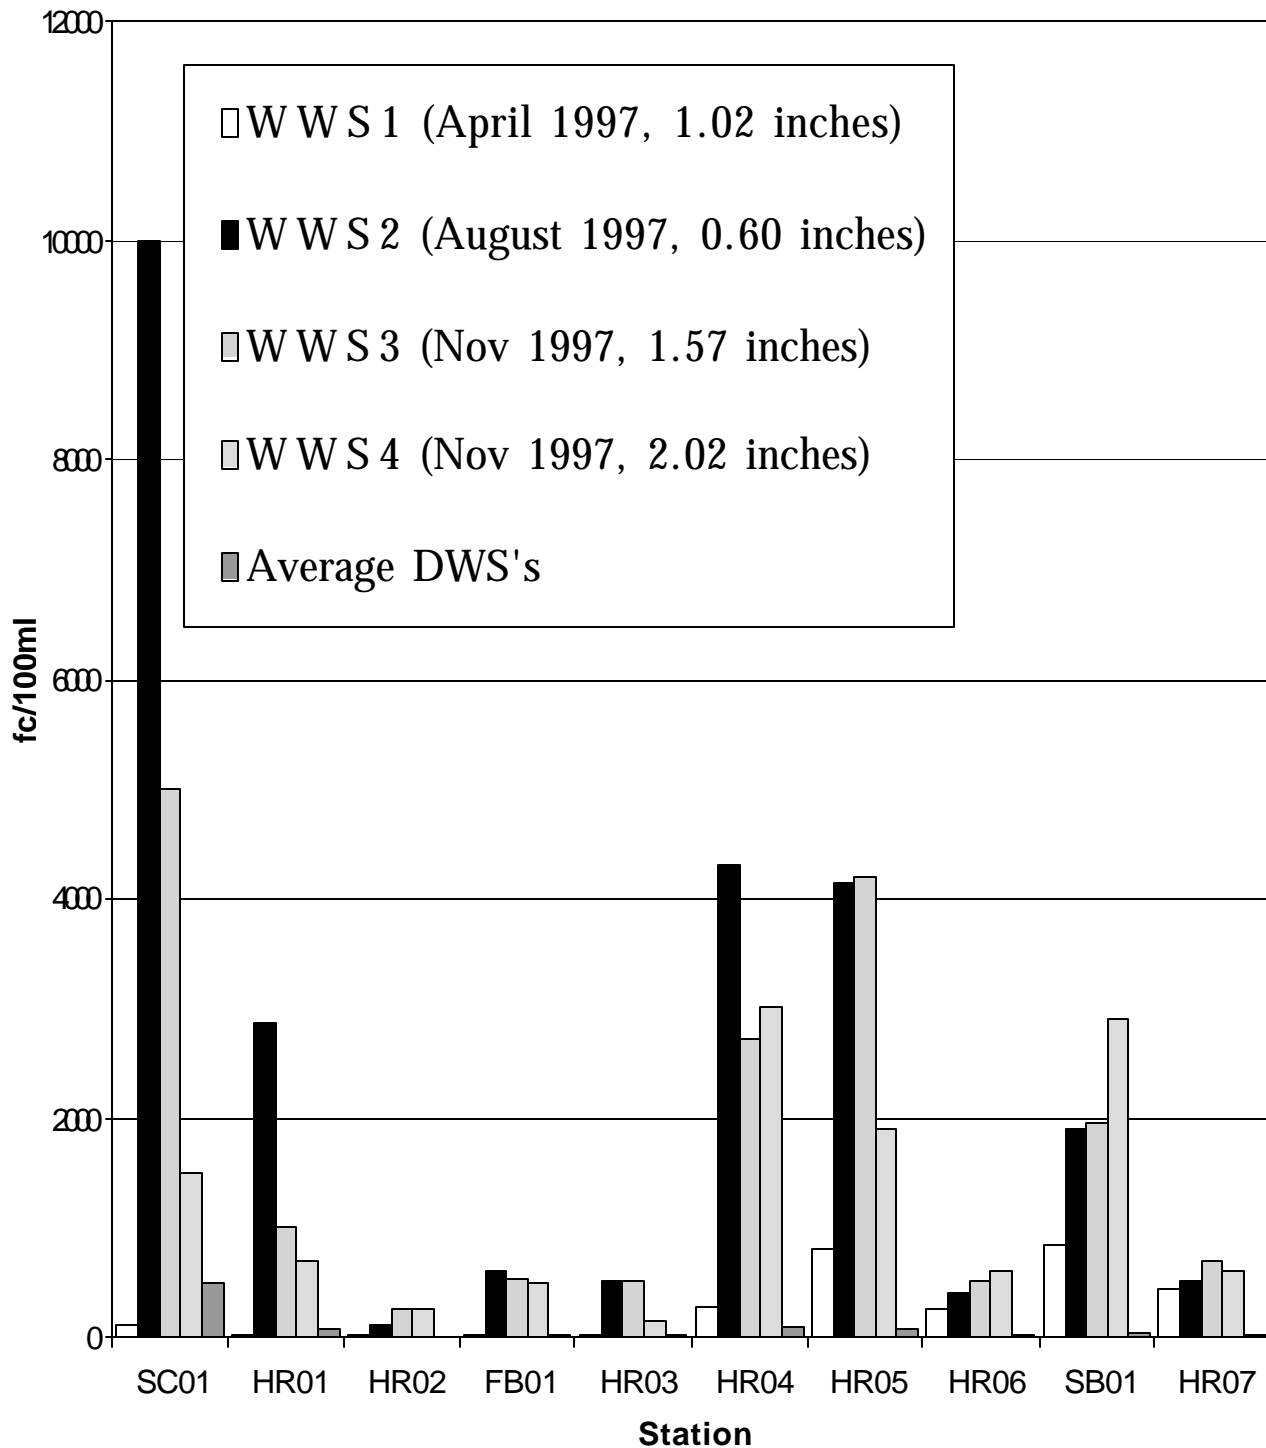 12000
10000
8000
6000
4000
2000
0
fc/100ml
WWS1 (April 1997, 1.02 inches)
WWS2 (August 1997, 0.60 inches)
WWS3 (Nov 1997, 1.57 inches)
WWS4 (Nov 1997, 2.02 inches)
Average DWS's
SC01 HR01 HR02 FB01 HR03 HR04 HR05 HR06 SB01 HR07
Station